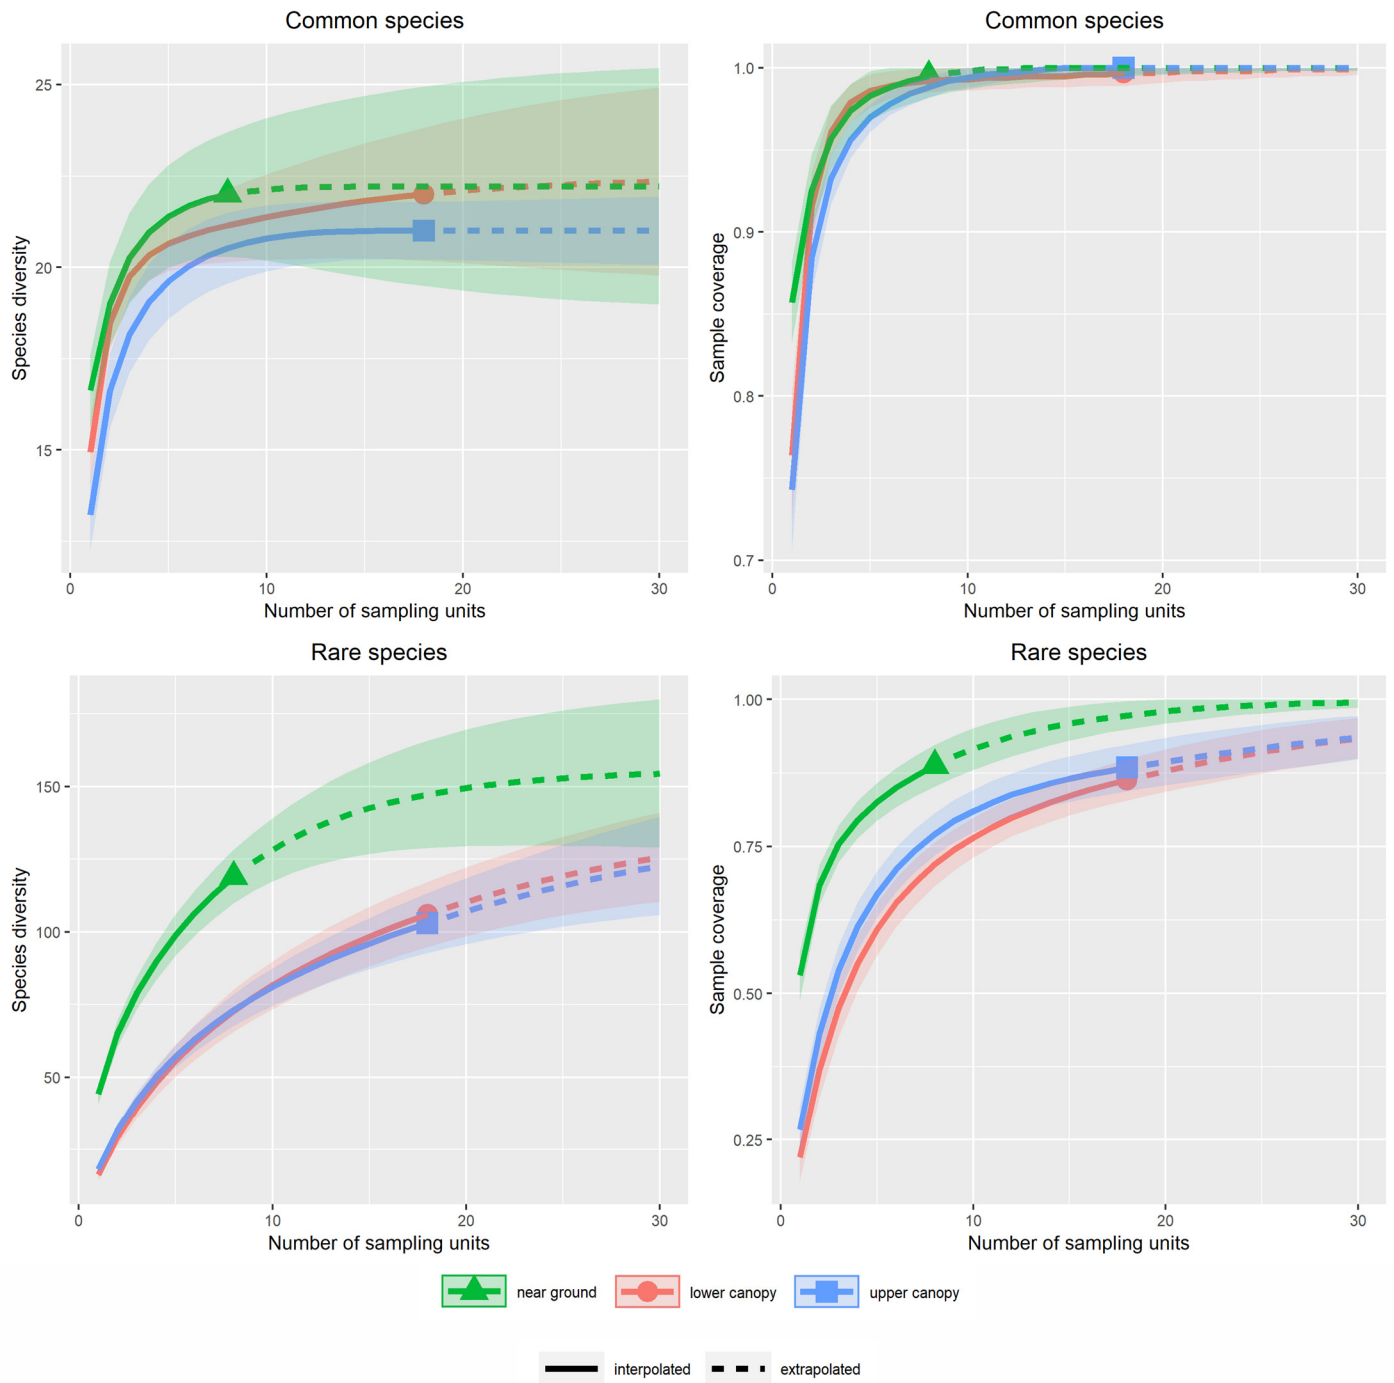 Common species
Common species
25
20
15
Species diversity
0
10
20
30
Number of sampling units
1.0
0.9
0.8
0.7
Sample coverage
0
10
20
30
Number of sampling units
Rare species
Rare species
150
100
50
Species diversity
0
10
20
30
Number of sampling units
1.00
0.75
0.50
0.25
Sample coverage
0
10
20
30
Number of sampling units
near ground
lower canopy
upper canopy
interpolated
extrapolated